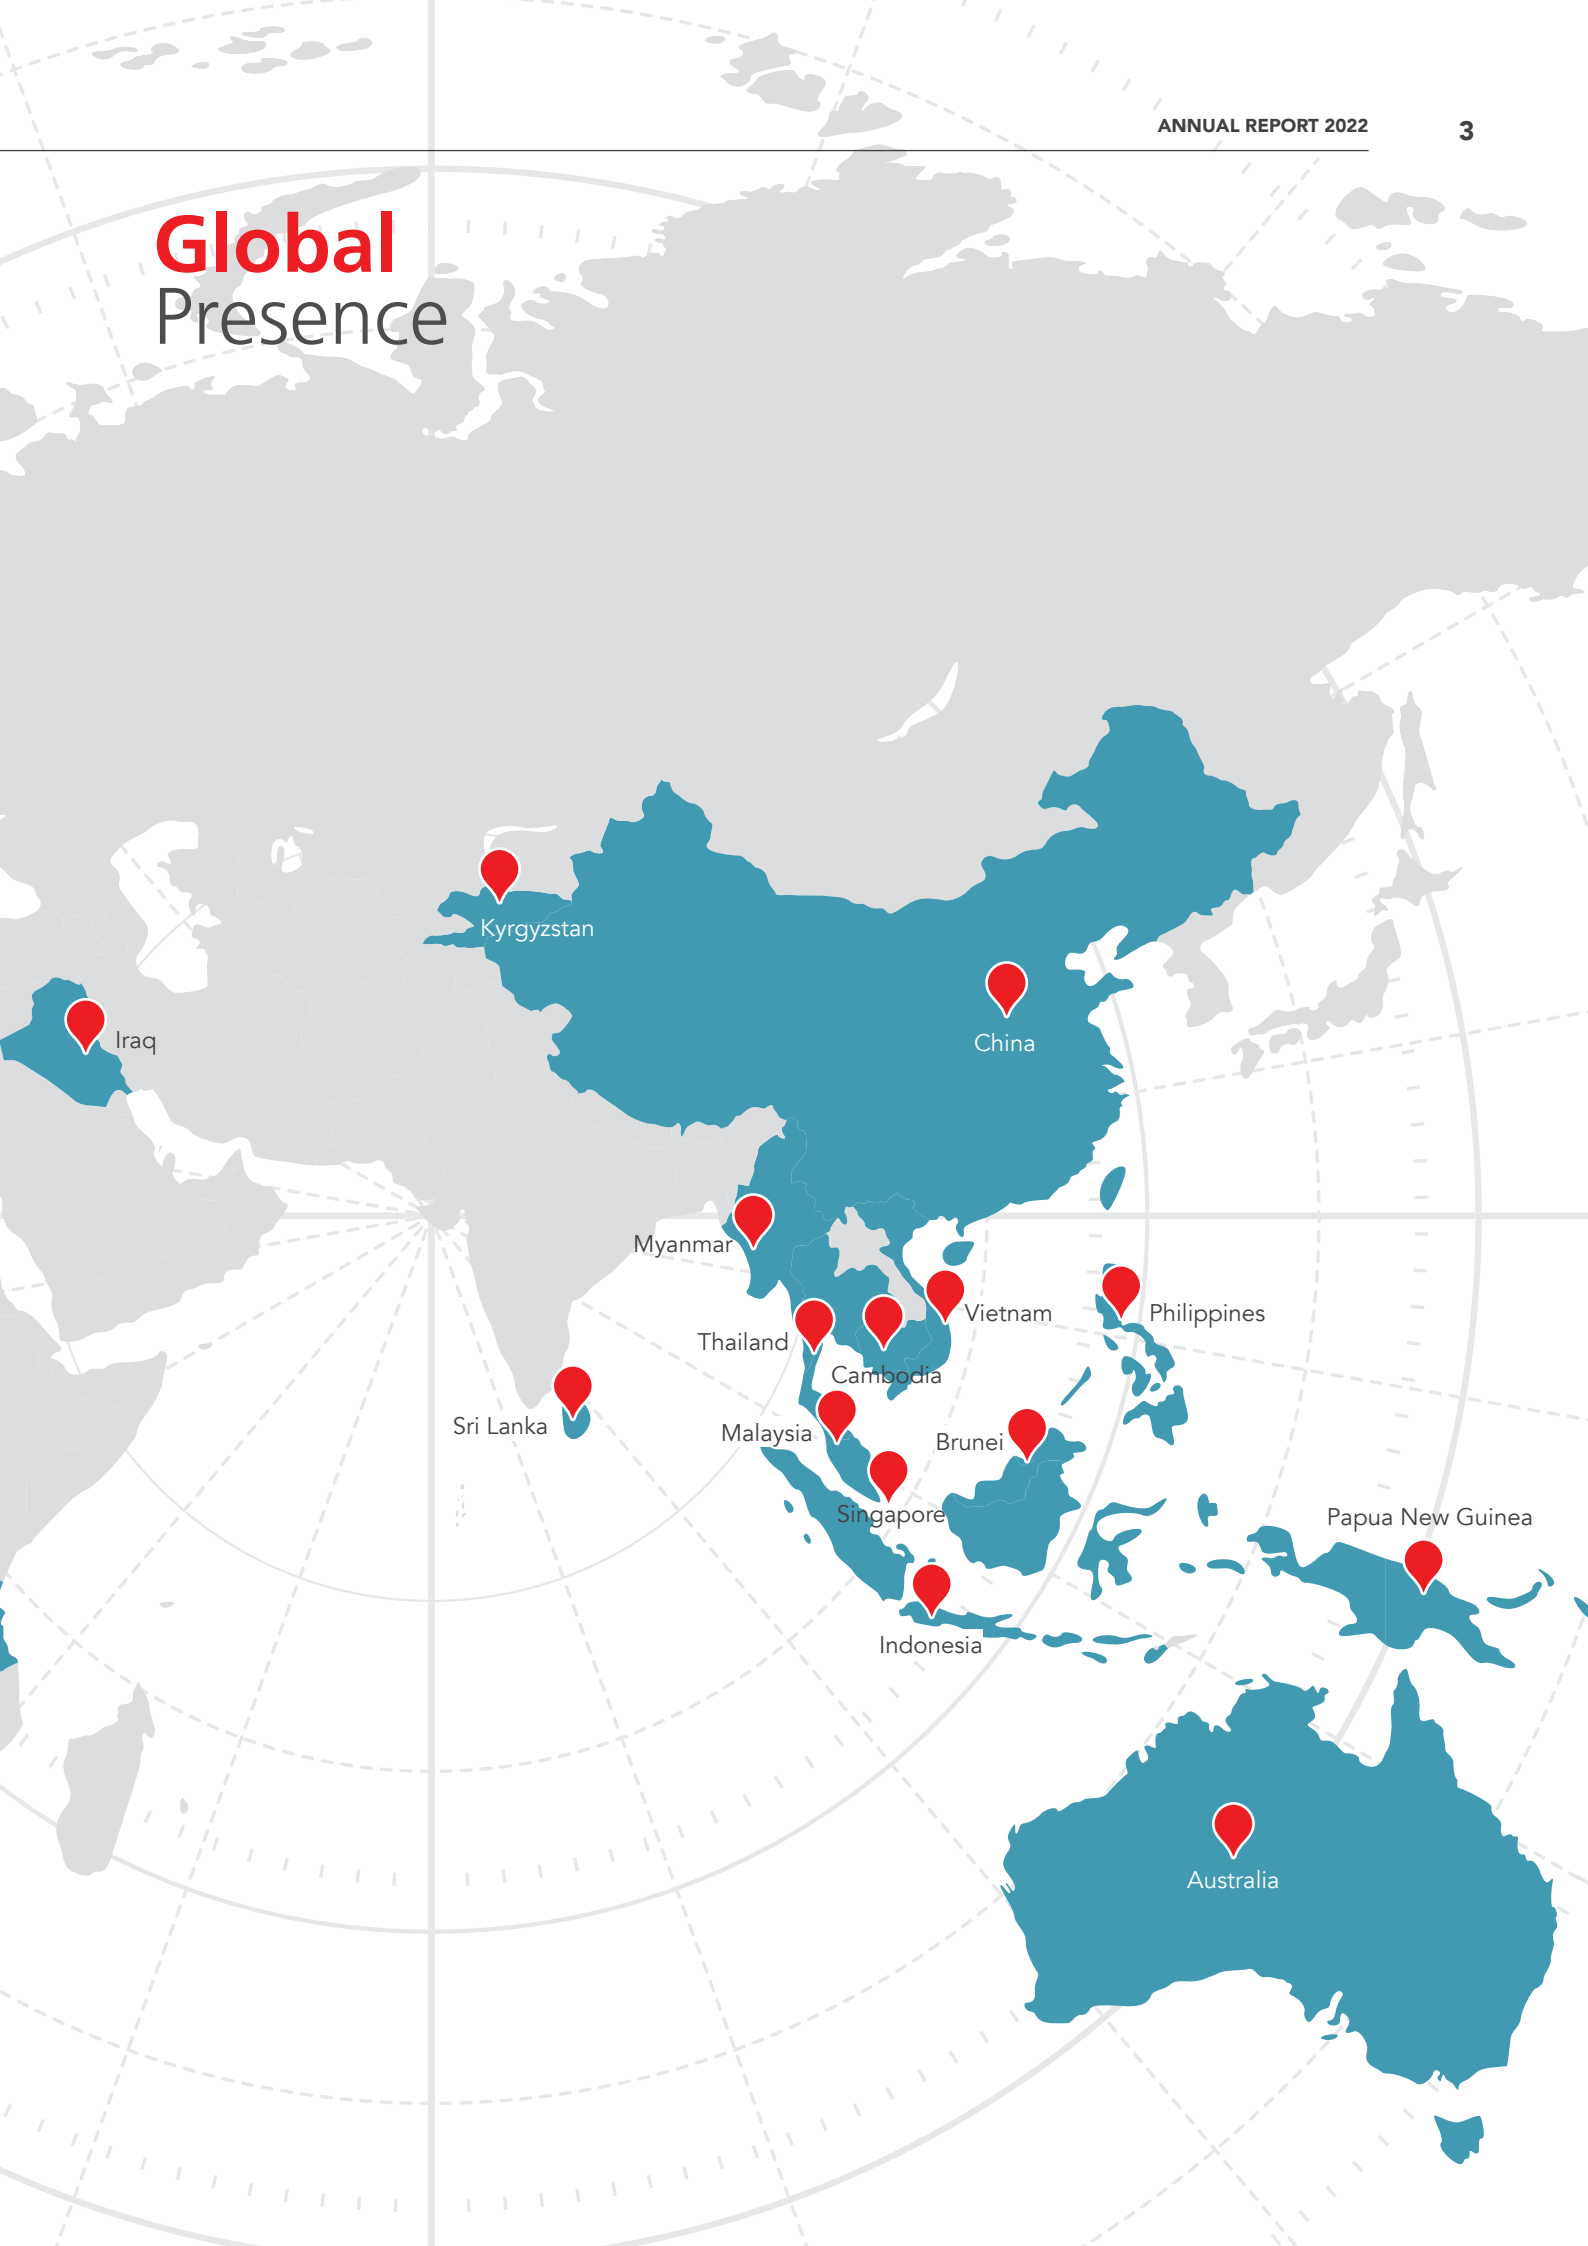 ANNUAL REPORT 2022
3
Global
Presence
Kyrgyzstan
Iraq
China
Myanmar
Vietnam
Philippines
Thailand
Cambodia
Sri Lanka
Malaysia
Brunei
Singapore
Papua New Guinea
Indonesia
Australia